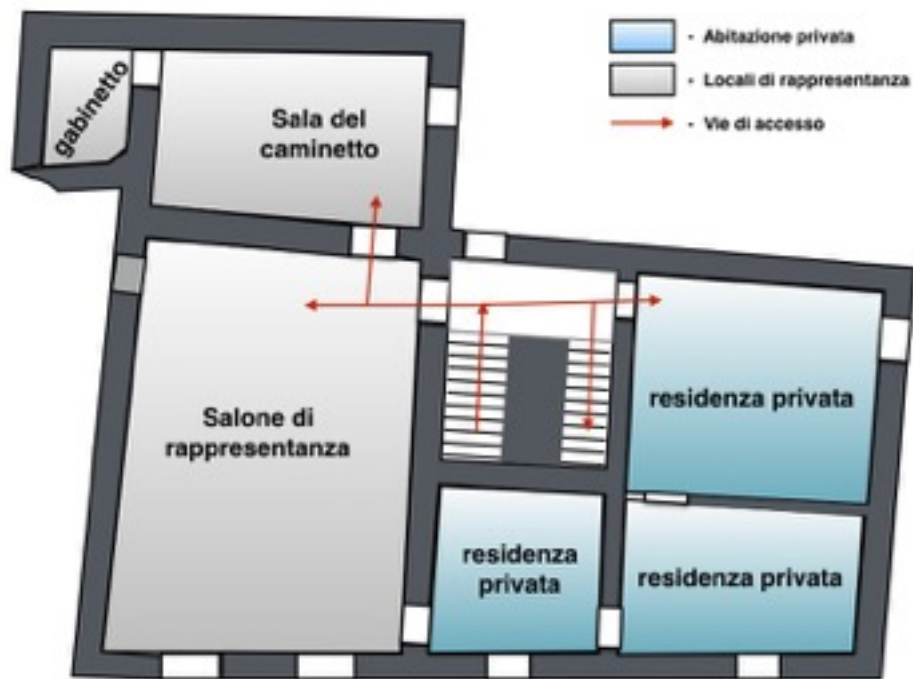 - Abitazione privata
- Locali di rappresentanza
- Vie di accesso
gabinetto
Sala del
caminetto
Salone di
rappresentanza
residenza privata
residenza
privata
residenza privata